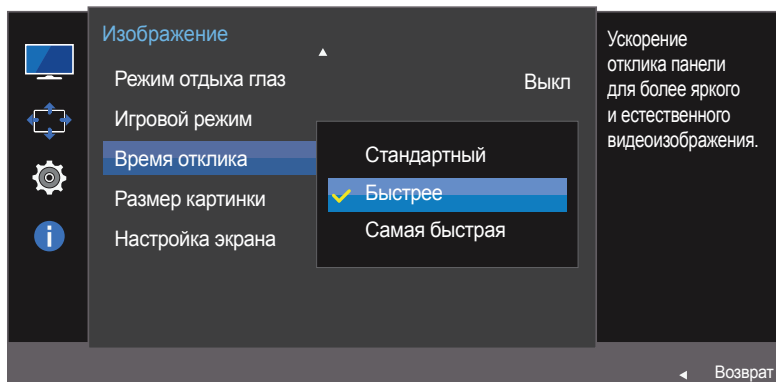 Изображение
Режим отдыха глаз Выкл
Игровой режим
Время отклика
Размер картинки
Настройка экрана
Стандартный
Быстрее
Самая быстрая
Ускорение
отклика панели
для более яркого
и естественного
видеоизображения.
Возврат